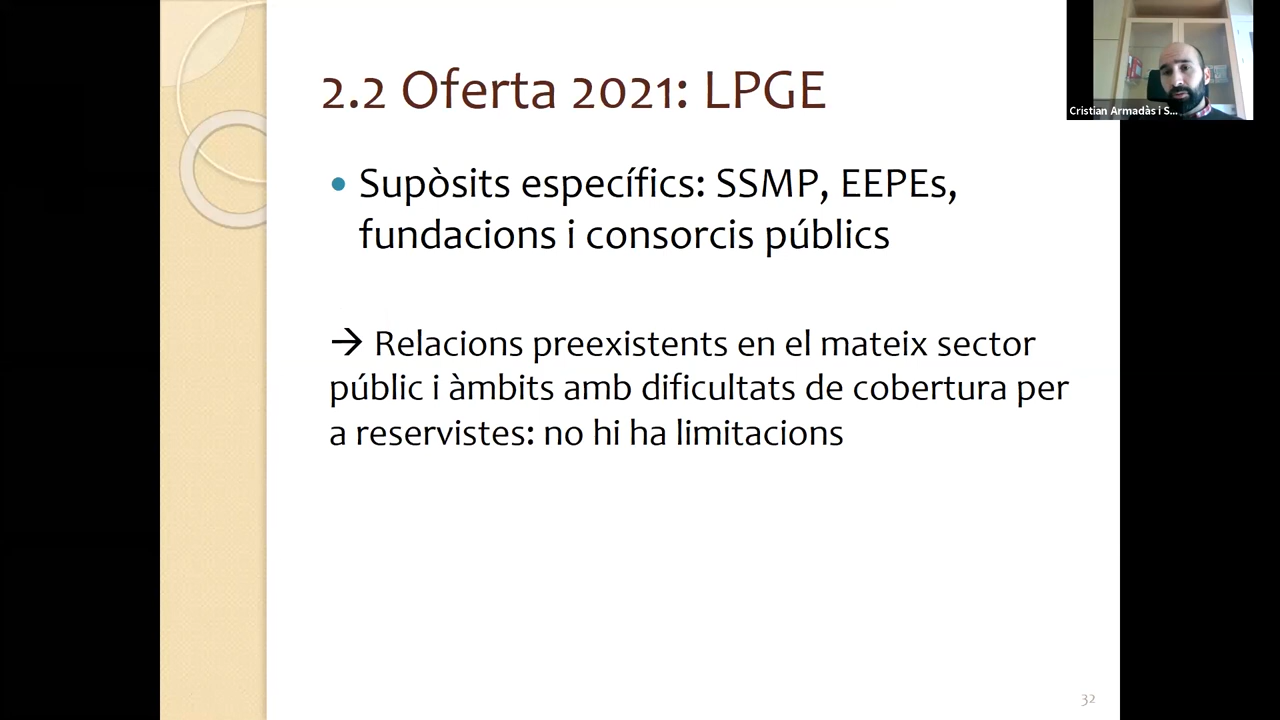 2.2 Oferta 2021: LPGE
Cristian Armadàs i S...
• Supòsits específics: SSMP, EEPEs,
fundacions i consorcis públics
→ Relacions preexistents en el mateix sector
públic i àmbits amb dificultats de cobertura per
a reservistes: no hi ha limitacions
32